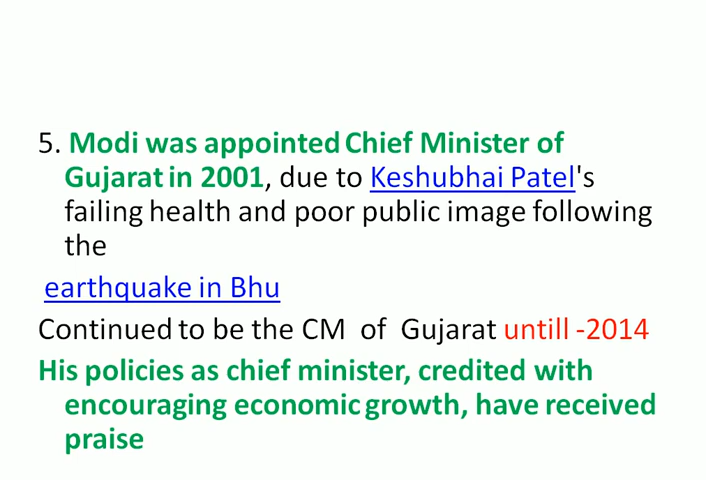 5. Modi was appointed Chief Minister of
Gujarat in 2001, due to Keshubhai Patel's
failing health and poor public image following
the
earthquake in Bhu
Continued to be the CM of Gujarat untill -2014
His policies as chief minister, credited with
encouraging economic growth, have received
praise